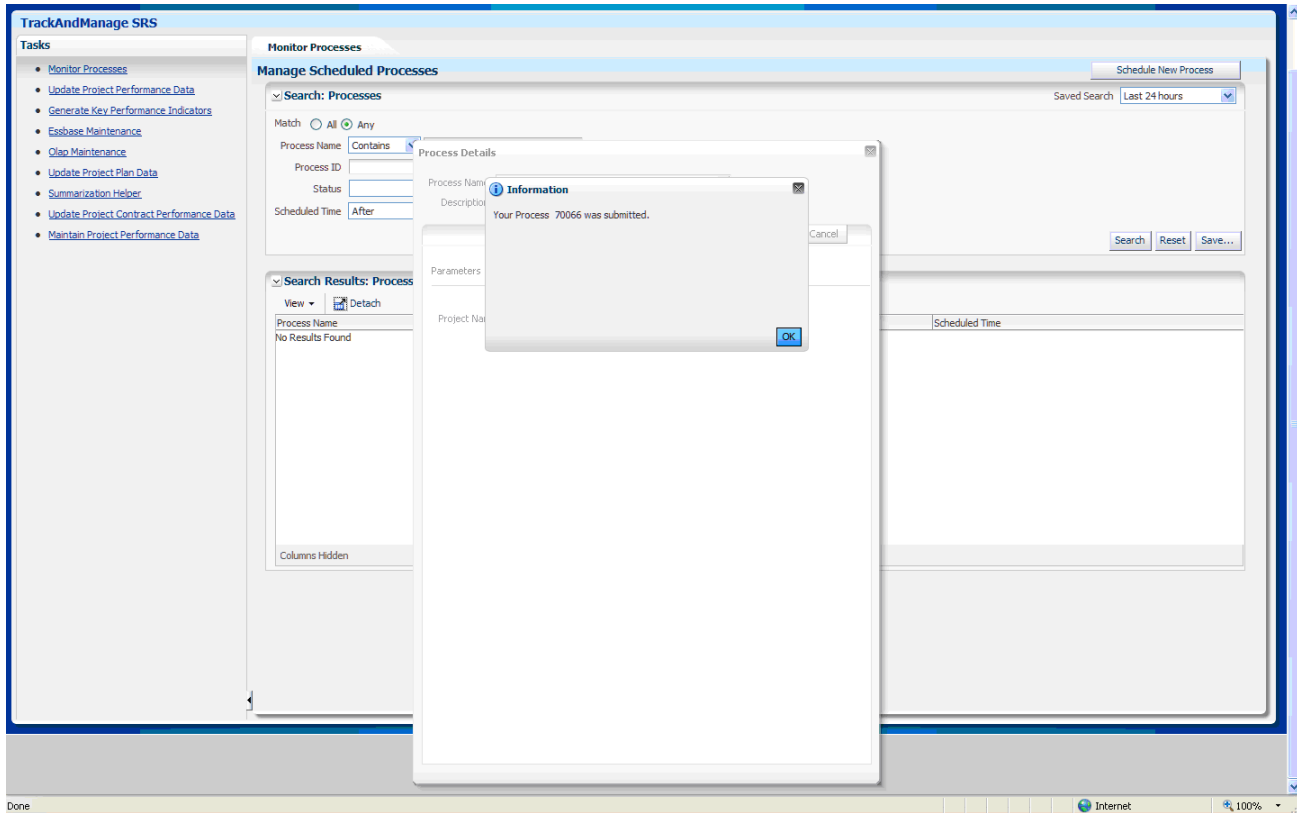 TrackAndManage SRS
Tasks
Monitor Processes
Update Project Performance Data
Generate Key Performance Indicators
Essbase Maintenance
Olap Maintenance
Update Project Plan Data
Summarization Helper
Update Project Contract Performance Data
Maintain Project Performance Data
Monitor Processes
Manage Scheduled Processes
Schedule New Process
Search: Processes
Saved Search Last 24 hours
Match All Any
Process Name Contains
Process ID
Status
Scheduled Time After
Search Reset Save...
Search Results: Process
View Detach
Process Name Scheduled Time
No Results Found
Columns Hidden
Process Details
Process Name
Description
Cancel
Parameters
Project Na
Information
Your Process 70066 was submitted.
OK
Done Internet 100%